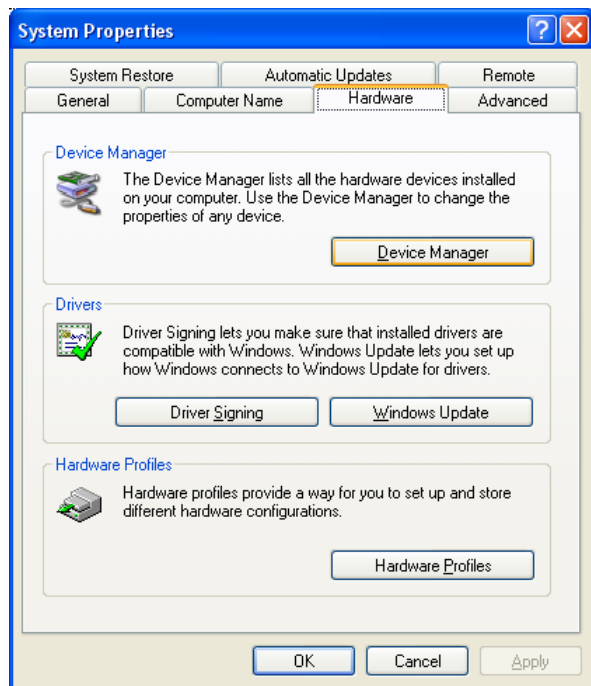 System Properties
System Restore
Automatic Updates
Remote
General
Computer Name
Hardware
Advanced
Device Manager
The Device Manager lists all the hardware devices installed
on your computer. Use the Device Manager to change the
properties of any device.
Device Manager
Drivers
Driver Signing lets you make sure that installed drivers are
compatible with Windows. Windows Update lets you set up
how Windows connects to Windows Update for drivers.
Driver Signing
Windows Update
Hardware Profiles
Hardware profiles provide a way for you to set up and store
different hardware configurations.
Hardware Profiles
OK
Cancel
Apply